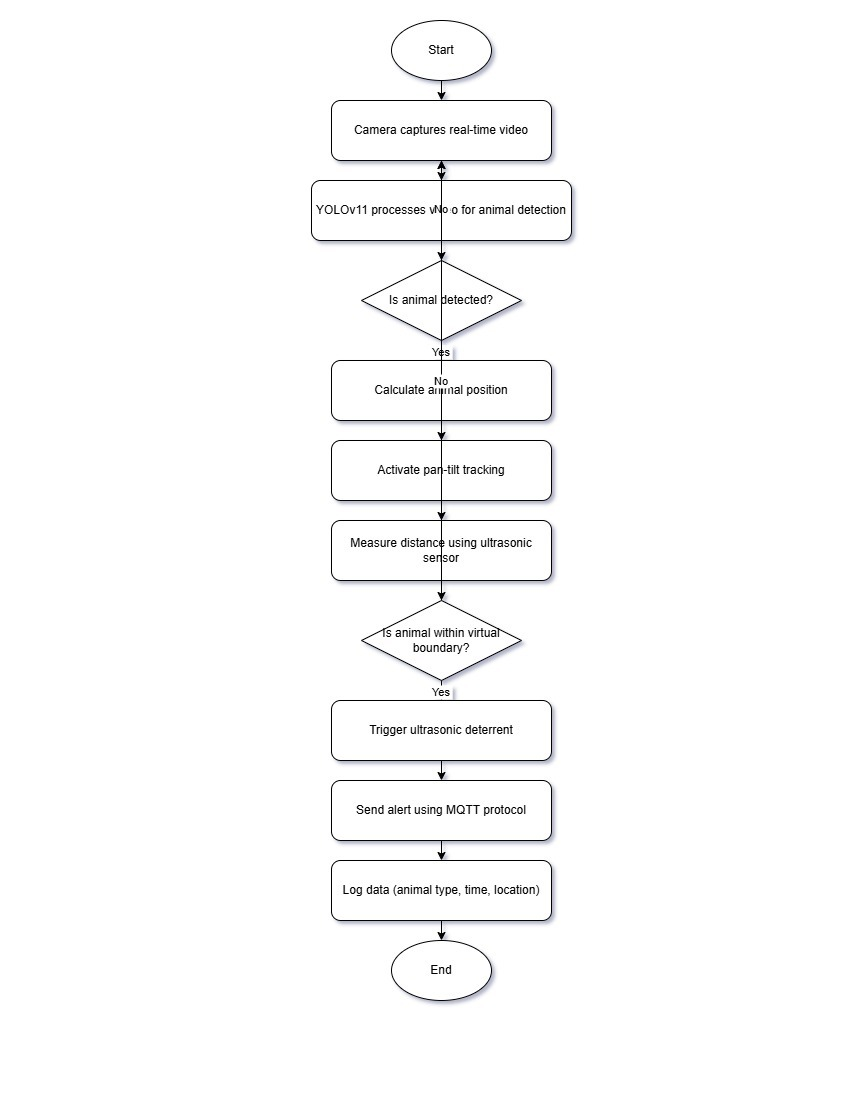 Start
Camera captures real-time video
YOLOv11 processes v o for animal detection
No
Is animal detected?
Yes
No
Calculate animal position
Activate pan-tilt tracking
Measure distance using ultrasonic
sensor
Is animal within virtual
boundary?
Yes
Trigger ultrasonic deterrent
Send alert using MQTT protocol
Log data (animal type, time, location)
End